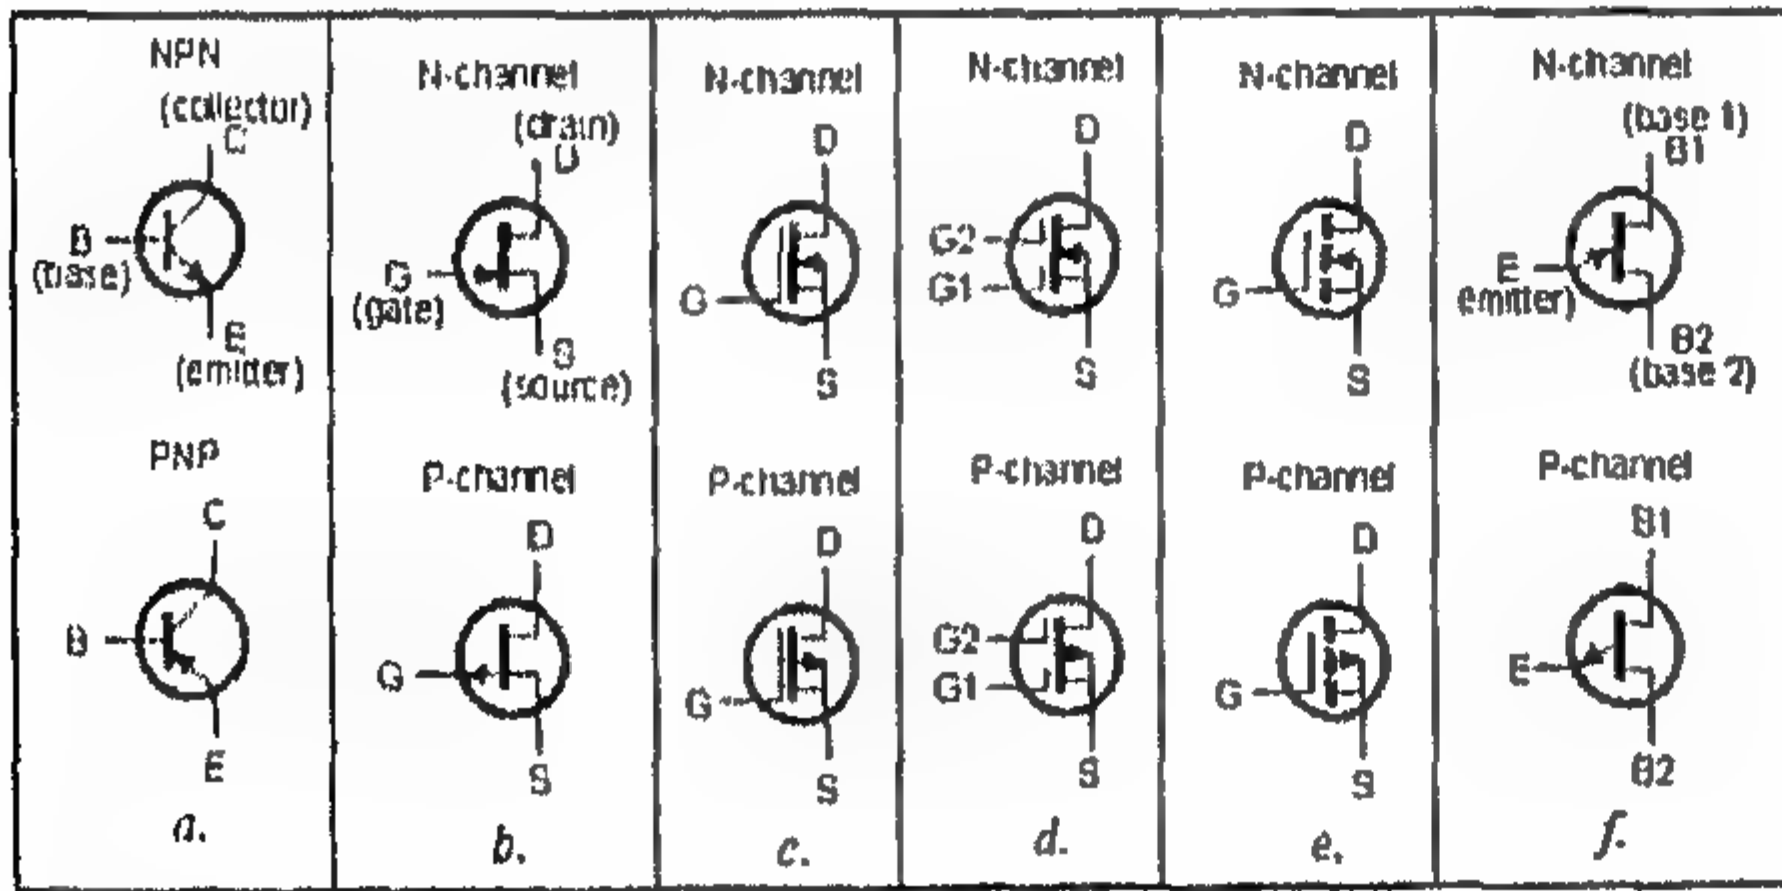 NPN
(collector)
C
B
(base)
E
(emitter)
PNP
C
B
E
a.
N-channel
(drain)
D
G
(gate)
S
(source)
P-channel
D
G
S
b.
N-channel
D
G
S
P-channel
D
G
S
c.
N-channel
D
G2
G1
S
P-channel
D
G2
G1
S
d.
N-channel
D
G
S
P-channel
D
G
S
e.
N-channel
(base 1)
B1
E
emitter)
B2
(base 2)
P-channel
B1
E
B2
f.